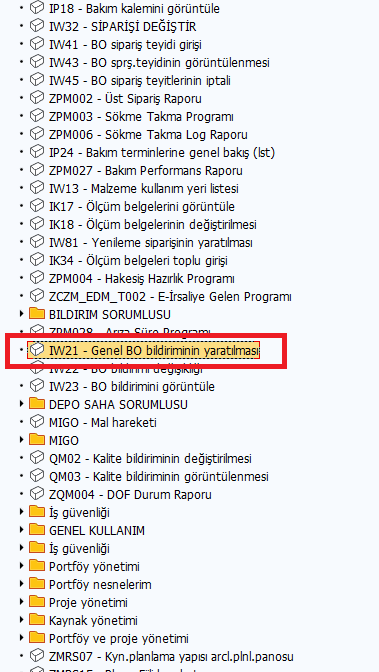 IP18 - Bakım kalemini görüntüle
IW32 - SİPARİŞİ DEĞİŞTİR
IW41 - BO sipariş teyidi girişi
IW43 - BO sprş.teyidinin görüntülenmesi
IW45 - BO sipariş teyitlerinin iptali
ZPM002 - Üst Sipariş Raporu
ZPM003 - Sökme Takma Programı
ZPM006 - Sökme Takma Log Raporu
IP24 - Bakım terminlerine genel bakış (lst)
ZPM027 - Bakım Performans Raporu
IW13 - Malzeme kullanım yeri listesi
IK17 - Ölçüm belgelerini görüntüle
IK18 - Ölçüm belgelerinin değiştirilmesi
IW81 - Yenileme siparişinin yaratılması
IK34 - Ölçüm belgeleri toplu girişi
ZPM004 - Hakesiş Hazırlık Programı
ZCZM_EDM_T002 - E-İrsaliye Gelen Programı
BILDIRIM SORUMLUSU
ZPM028 - Arıza Süre Programı
IW21 - Genel BO bildiriminin yaratılması
IW22 - BO bildirimi değişikliği
IW23 - BO bildirimini görüntüle
DEPO SAHA SORUMLUSU
MIGO - Mal hareketi
MIGO
QM02 - Kalite bildiriminin değiştirilmesi
QM03 - Kalite bildiriminin görüntülenmesi
ZQM004 - DOF Durum Raporu
İş güvenliği
GENEL KULLANIM
İş güvenliği
Portföy yönetimi
Portföy nesnelerim
Proje yönetimi
Kaynak yönetimi
Portföy ve proje yönetimi
ZMRS07 - Kyn.planlama yapısı arcl.plnl.panosu